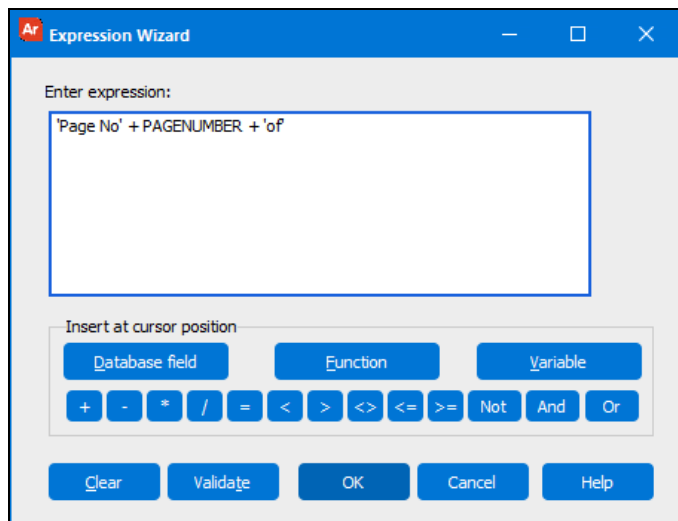 Ar Expression Wizard
Enter expression:
'Page No' + PAGENUMBER + 'of'
Insert at cursor position
Database field Function Variable
+ - * / = < > <> <= >= Not And Or
Clear Validate OK Cancel Help